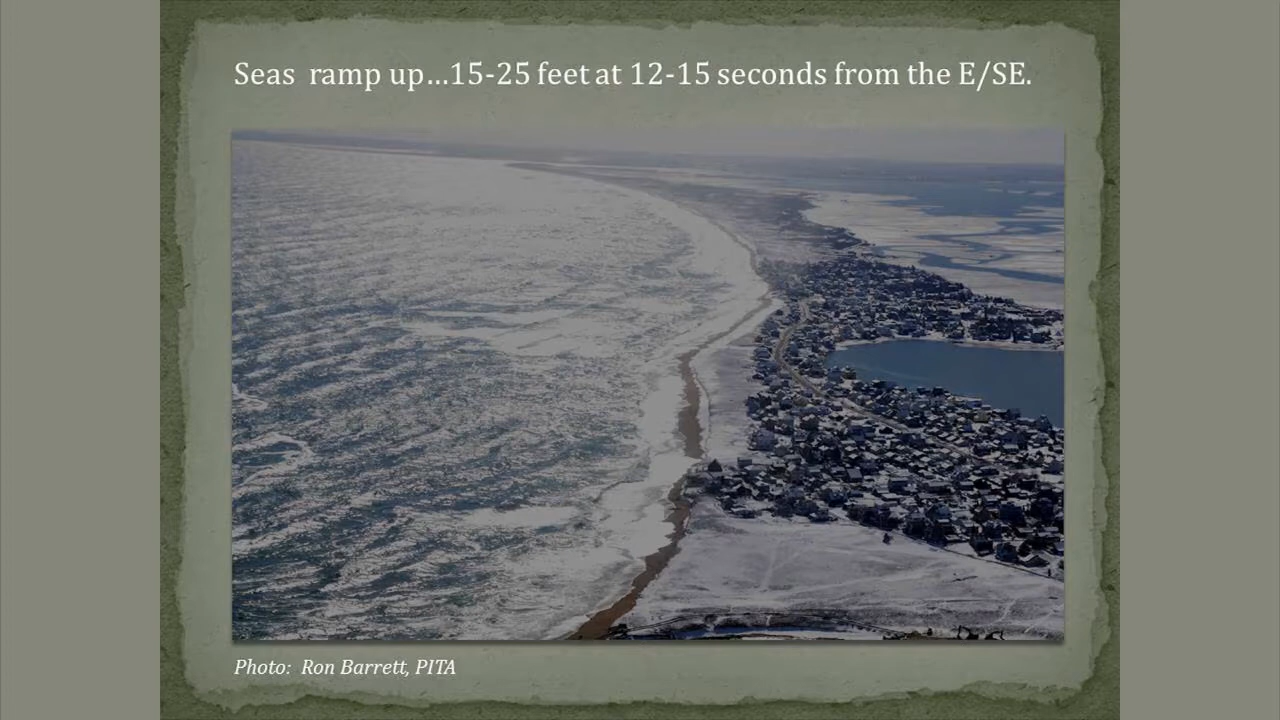 Seas ramp up...15-25 feet at 12-15 seconds from the E/SE.
Photo: Ron Barrett, PITA